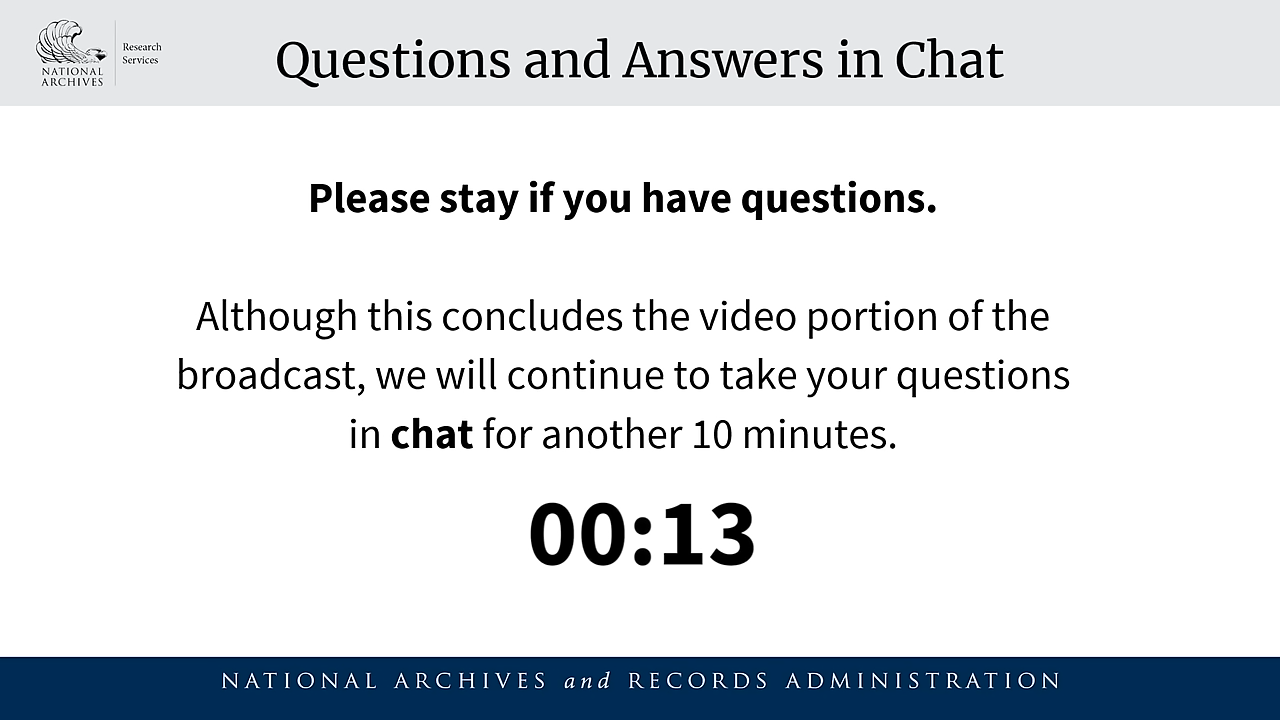 NATIONAL
ARCHIVES
Research
Services
Questions and Answers in Chat
Please stay if you have questions.
Although this concludes the video portion of the
broadcast, we will continue to take your questions
in chat for another 10 minutes.
00:13
NATIONAL ARCHIVES and RECORDS ADMINISTRATION